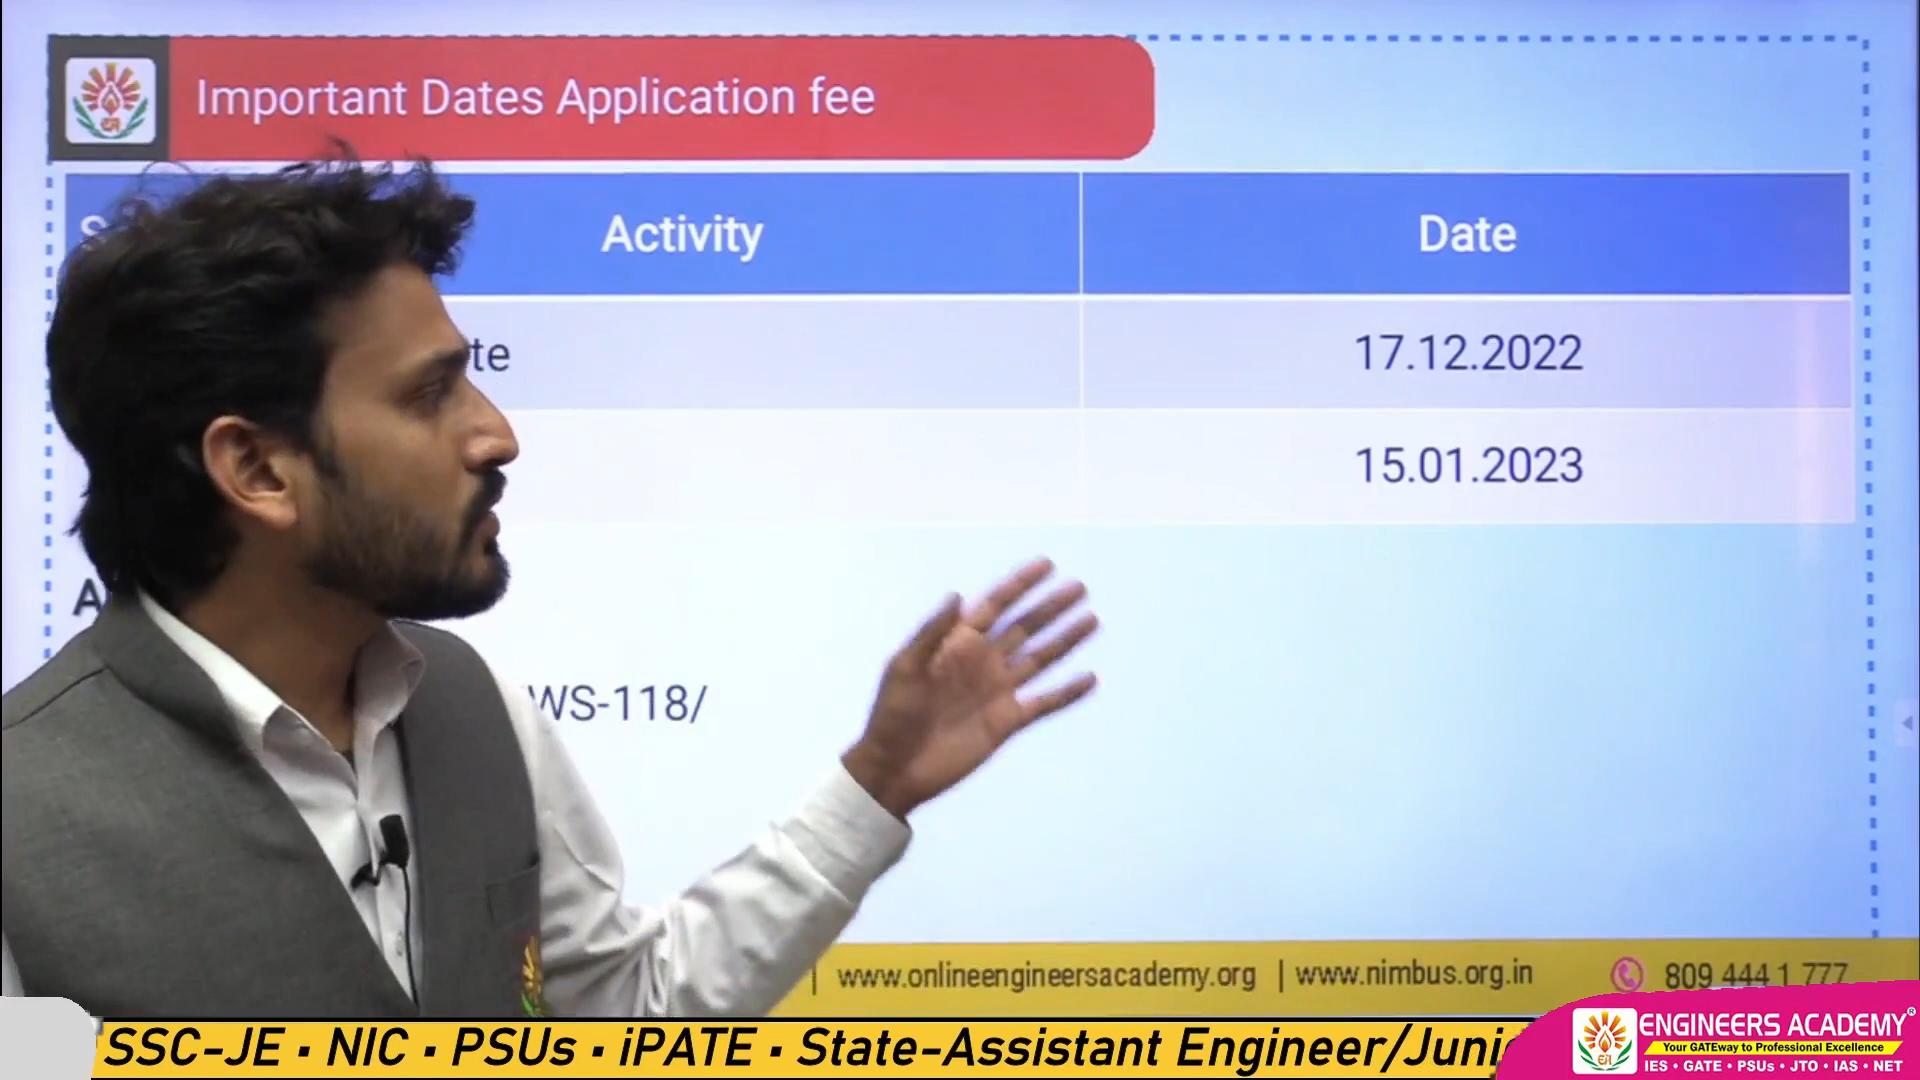 Important Dates Application fee
Activity
Date
te
17.12.2022
15.01.2023
A
WS-118/
| www.onlineengineersacademy.org | www.nimbus.org.in 809 444 1 777
SSC-JE • NIC • PSUs • iPATE • State-Assistant Engineer/Juni
ENGINEERS ACADEMY®
Your GATEway to Professional Excellence
IES • GATE • PSUs • JTO • IAS • NET